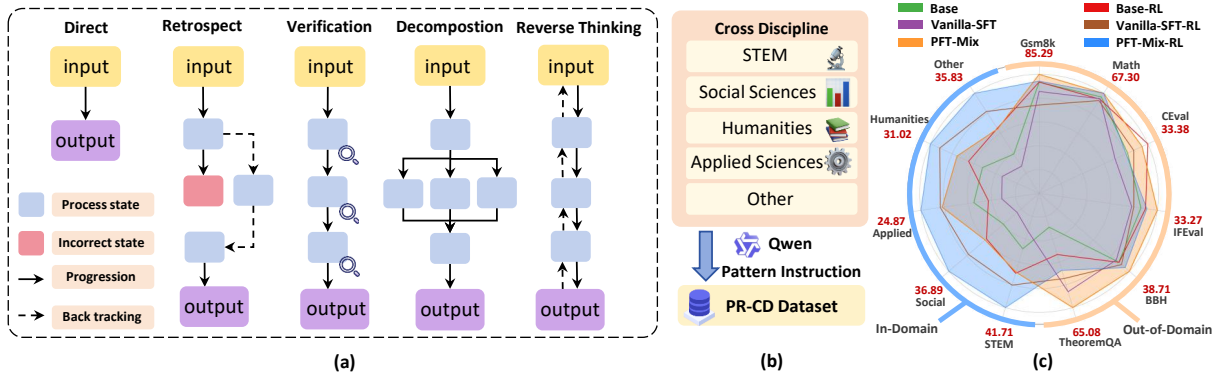 Direct
input
output
Process state
Incorrect state
Progression
Back tracking
Retrospect
input
output
Verification
input
output
Decompostion
input
output
Reverse Thinking
input
output
(a)
Cross Discipline
STEM
Social Sciences
Humanities
Applied Sciences
Other
Qwen
Pattern Instruction
PR-CD Dataset
(b)
Base
Vanilla-SFT
PFT-Mix
Base-RL
Vanilla-SFT-RL
PFT-Mix-RL
Gsm8k
85.29
Math
67.30
CEval
33.38
33.27
IFEval
38.71
BBH
65.08
TheoremQA
41.71
STEM
36.89
Social
24.87
Applied
Humanities
31.02
Other
35.83
In-Domain
Out-of-Domain
(c)